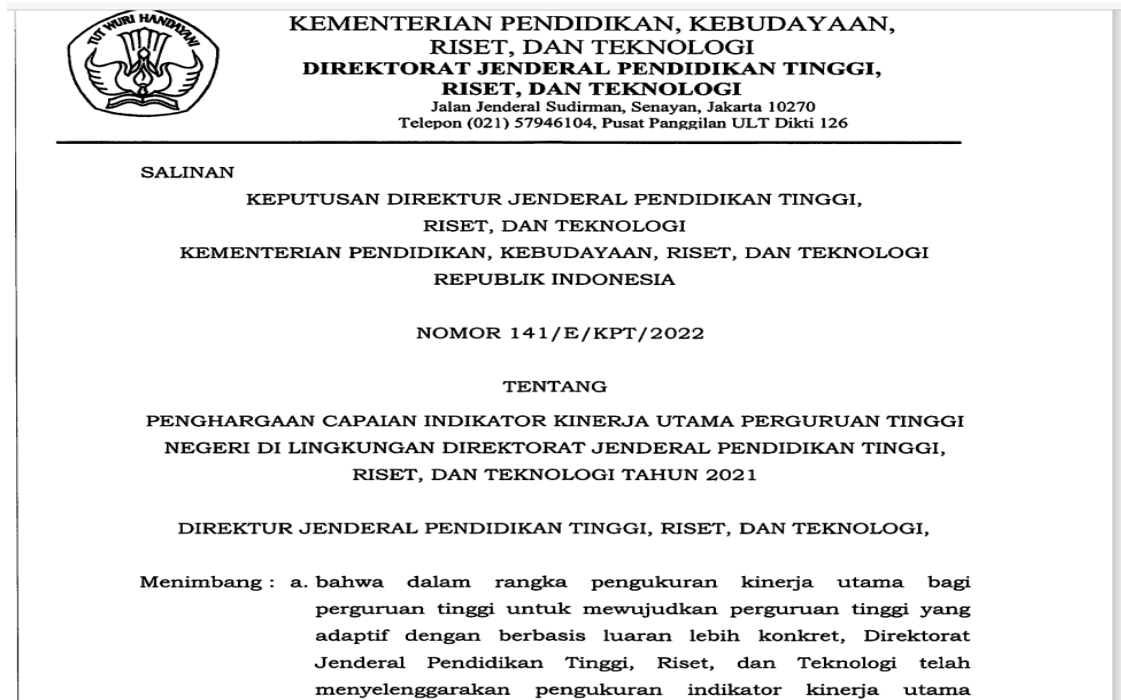 TUT WURI HANDAYANI
KEMENTERIAN PENDIDIKAN, KEBUDAYAAN,
RISET, DAN TEKNOLOGI
DIREKTORAT JENDERAL PENDIDIKAN TINGGI,
RISET, DAN TEKNOLOGI
Jalan Jenderal Sudirman, Senayan, Jakarta 10270
Telepon (021) 57946104, Pusat Panggilan ULT Dikti 126
SALINAN
KEPUTUSAN DIREKTUR JENDERAL PENDIDIKAN TINGGI,
RISET, DAN TEKNOLOGI
KEMENTERIAN PENDIDIKAN, KEBUDAYAAN, RISET, DAN TEKNOLOGI
REPUBLIK INDONESIA
NOMOR 141/E/KPT/2022
TENTANG
PENGHARGAAN CAPAIAN INDIKATOR KINERJA UTAMA PERGURUAN TINGGI
NEGERI DI LINGKUNGAN DIREKTORAT JENDERAL PENDIDIKAN TINGGI,
RISET, DAN TEKNOLOGI TAHUN 2021
DIREKTUR JENDERAL PENDIDIKAN TINGGI, RISET, DAN TEKNOLOGI,
Menimbang : a. bahwa dalam rangka pengukuran kinerja utama bagi
perguruan tinggi untuk mewujudkan perguruan tinggi yang
adaptif dengan berbasis luaran lebih konkret, Direktorat
Jenderal Pendidikan Tinggi, Riset, dan Teknologi telah
menyelenggarakan pengukuran indikator kinerja utama